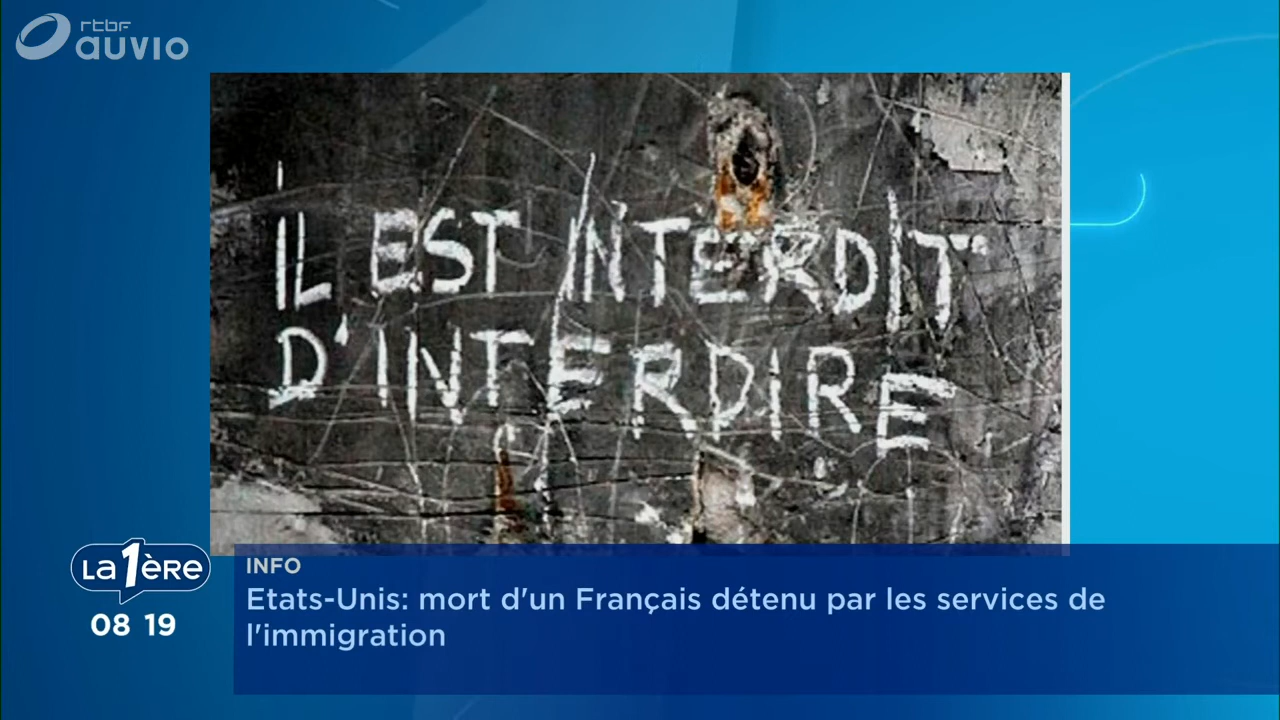 rtbf
auvio
IL EST INTERDIT
D'INTERDIRE
LA 1ÈRE
08 19
INFO
Etats-Unis: mort d'un Français détenu par les services de
l'immigration